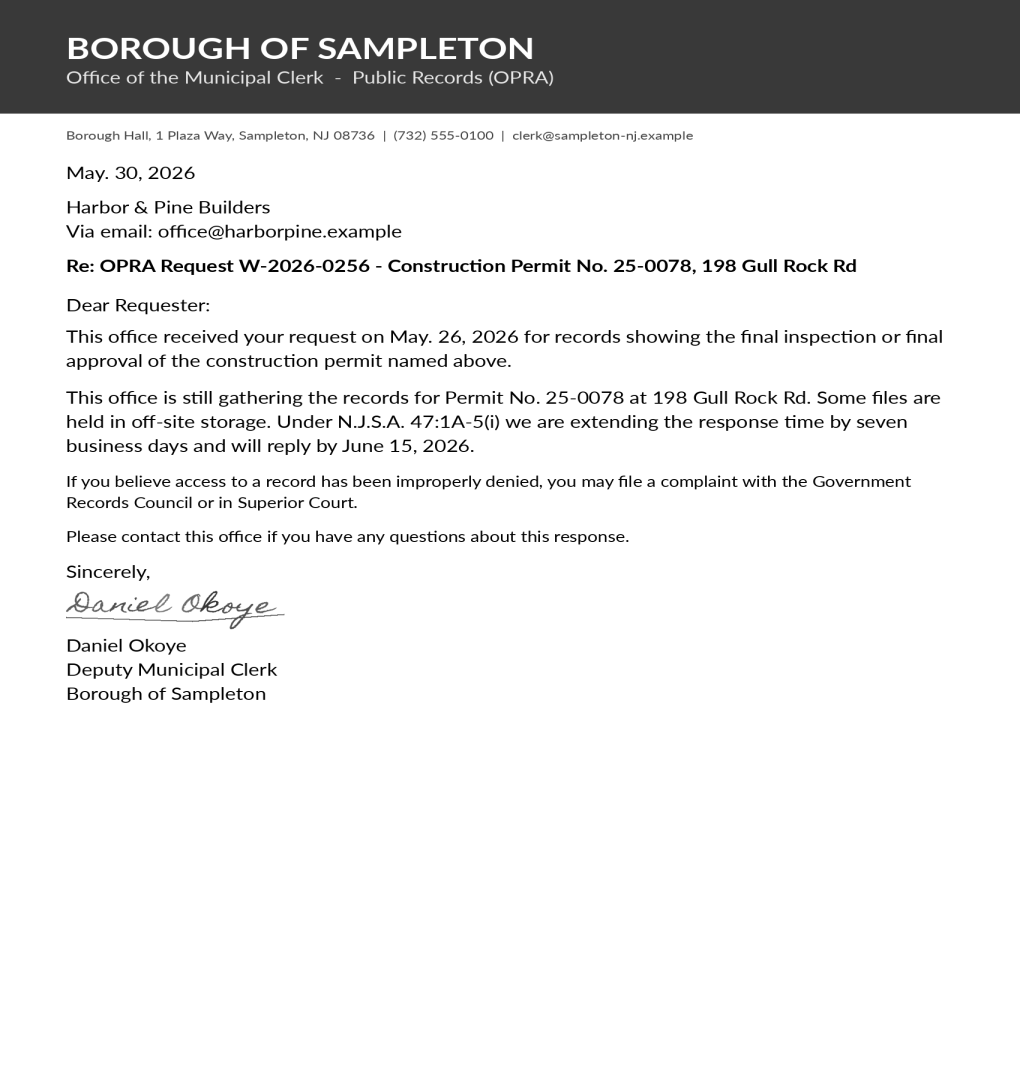 BOROUGH OF SAMPLETON
Office of the Municipal Clerk - Public Records (OPRA)
Borough Hall, 1 Plaza Way, Sampleton, NJ 08736 | (732) 555-0100 | clerk@sampleton-nj.example
May. 30, 2026
Harbor & Pine Builders
Via email: office@harborpine.example
Re: OPRA Request W-2026-0256 - Construction Permit No. 25-0078, 198 Gull Rock Rd
Dear Requester:
This office received your request on May. 26, 2026 for records showing the final inspection or final
approval of the construction permit named above.
This office is still gathering the records for Permit No. 25-0078 at 198 Gull Rock Rd. Some files are
held in off-site storage. Under N.J.S.A. 47:1A-5(i) we are extending the response time by seven
business days and will reply by June 15, 2026.
If you believe access to a record has been improperly denied, you may file a complaint with the Government
Records Council or in Superior Court.
Please contact this office if you have any questions about this response.
Sincerely,
Daniel Okoye
Daniel Okoye
Deputy Municipal Clerk
Borough of Sampleton